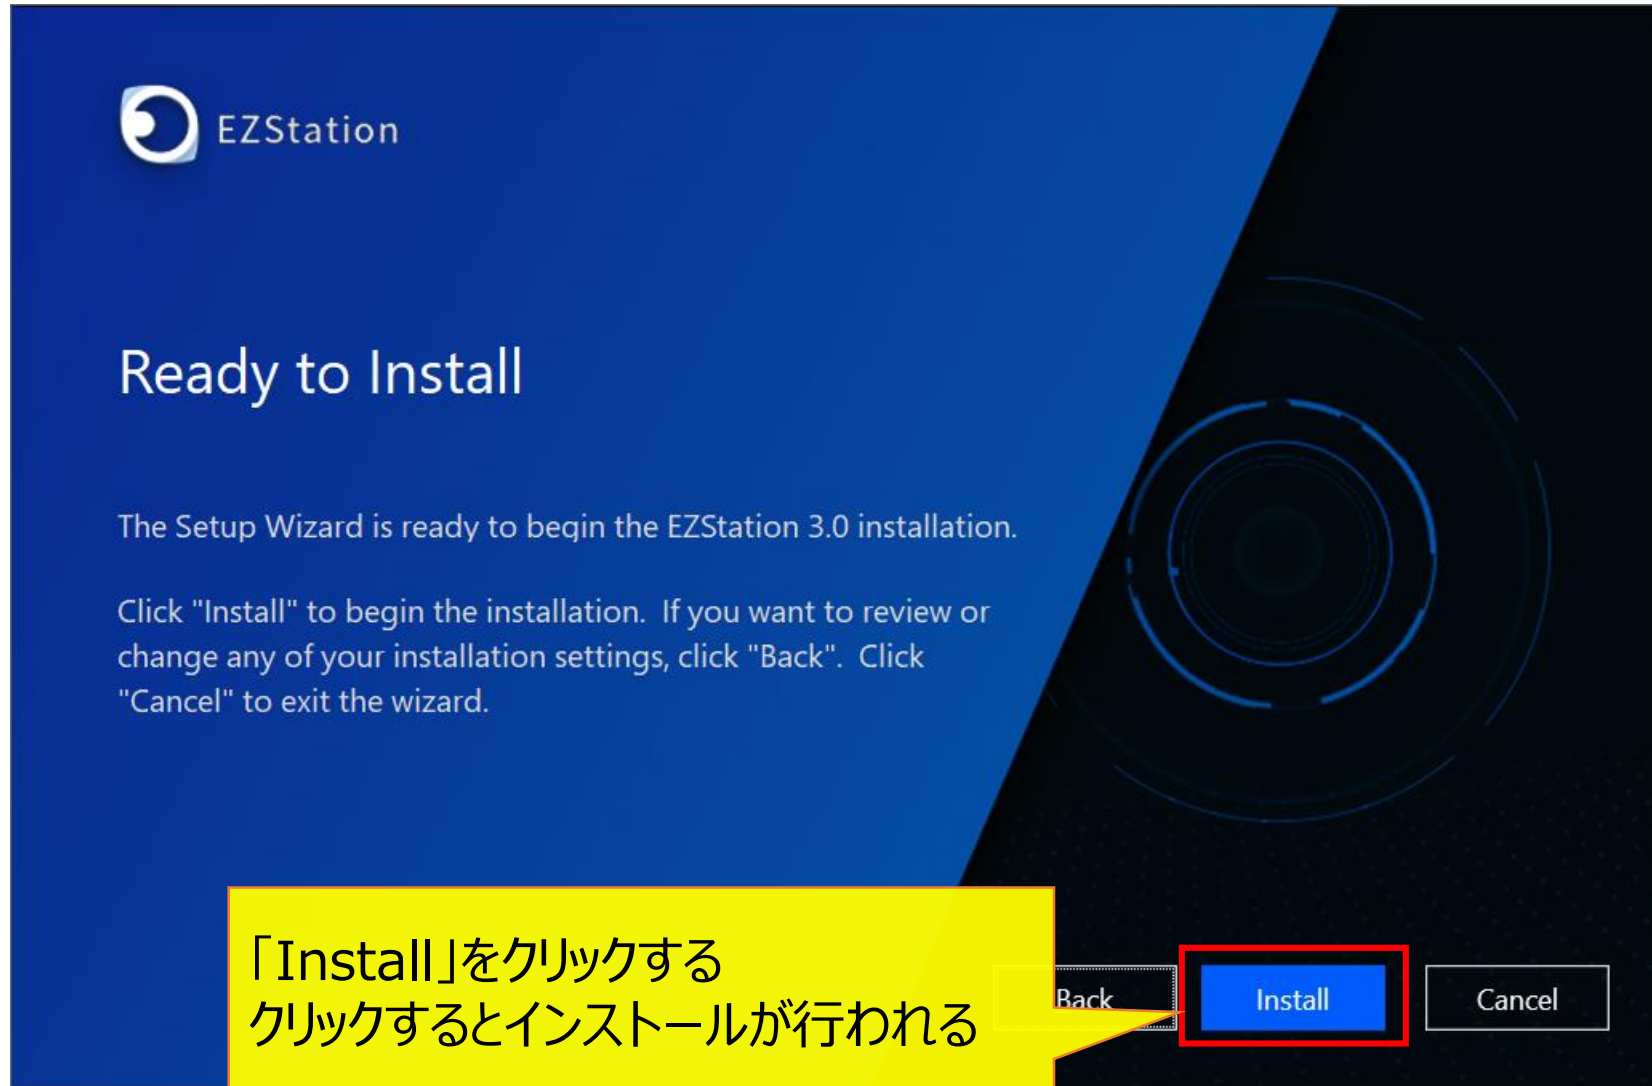 EZStation
Ready to Install
The Setup Wizard is ready to begin the EZStation 3.0 installation.
Click "Install" to begin the installation.  If you want to review or
change any of your installation settings, click "Back".  Click
"Cancel" to exit the wizard.
「Install」をクリックする
クリックするとインストールが行われる
Back
Install
Cancel